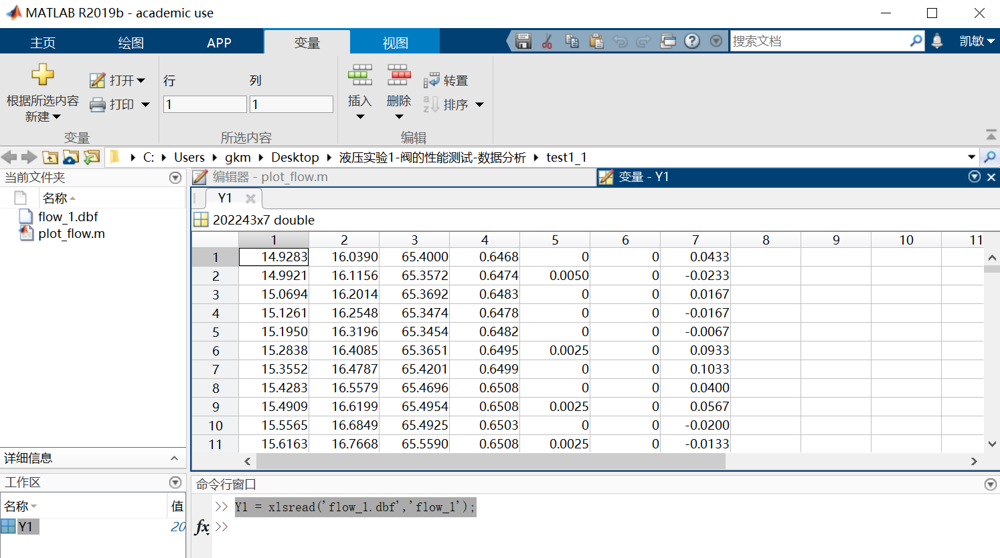 MATLAB R2019b - academic use
主页 绘图 APP 变量 视图 搜索文档 凯敏
根据所选内容
新建
打开
打印
变量
行 列
1 1
所选内容
插入 删除
转置
排序
编辑
C: Users gkm Desktop 液压实验1-阀的性能测试-数据分析 test1_1
当前文件夹
名称
flow_1.dbf
plot_flow.m
详细信息
工作区
名称 值
Y1 20
编辑器 - plot_flow.m 变量 - Y1
Y1
202243x7 double
1 2 3 4 5 6 7 8 9 10 11
1 14.9283 16.0390 65.4000 0.6468 0 0 0.0433
2 14.9921 16.1156 65.3572 0.6474 0.0050 0 -0.0233
3 15.0694 16.2014 65.3692 0.6483 0 0 0.0167
4 15.1261 16.2548 65.3474 0.6478 0 0 -0.0167
5 15.1950 16.3196 65.3454 0.6482 0 0 -0.0067
6 15.2838 16.4085 65.3651 0.6495 0.0025 0 0.0933
7 15.3552 16.4787 65.4201 0.6499 0 0 0.1033
8 15.4283 16.5579 65.4696 0.6508 0 0 0.0400
9 15.4909 16.6199 65.4954 0.6508 0.0025 0 0.0567
10 15.5565 16.6849 65.4925 0.6503 0 0 -0.0200
11 15.6163 16.7668 65.5590 0.6508 0.0025 0 -0.0133
命令行窗口
>> Y1 = xlsread('flow_1.dbf','flow_1');
fx >>